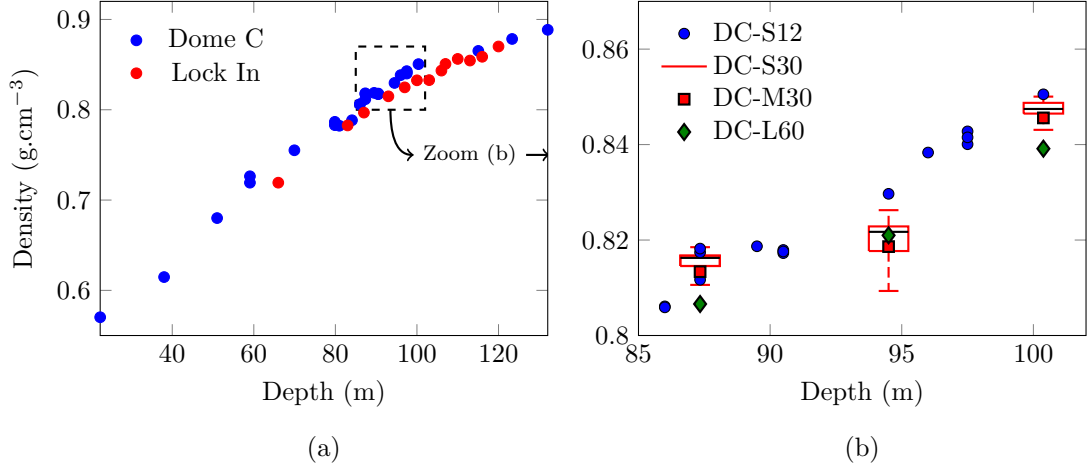 0.9
0.8
0.7
0.6
Density (g.cm⁻³)
Dome C
Lock In
Zoom (b)
40 60 80 100 120
Depth (m)
(a)
0.86
0.84
0.82
0.8
DC-S12
DC-S30
DC-M30
DC-L60
85 90 95 100
Depth (m)
(b)